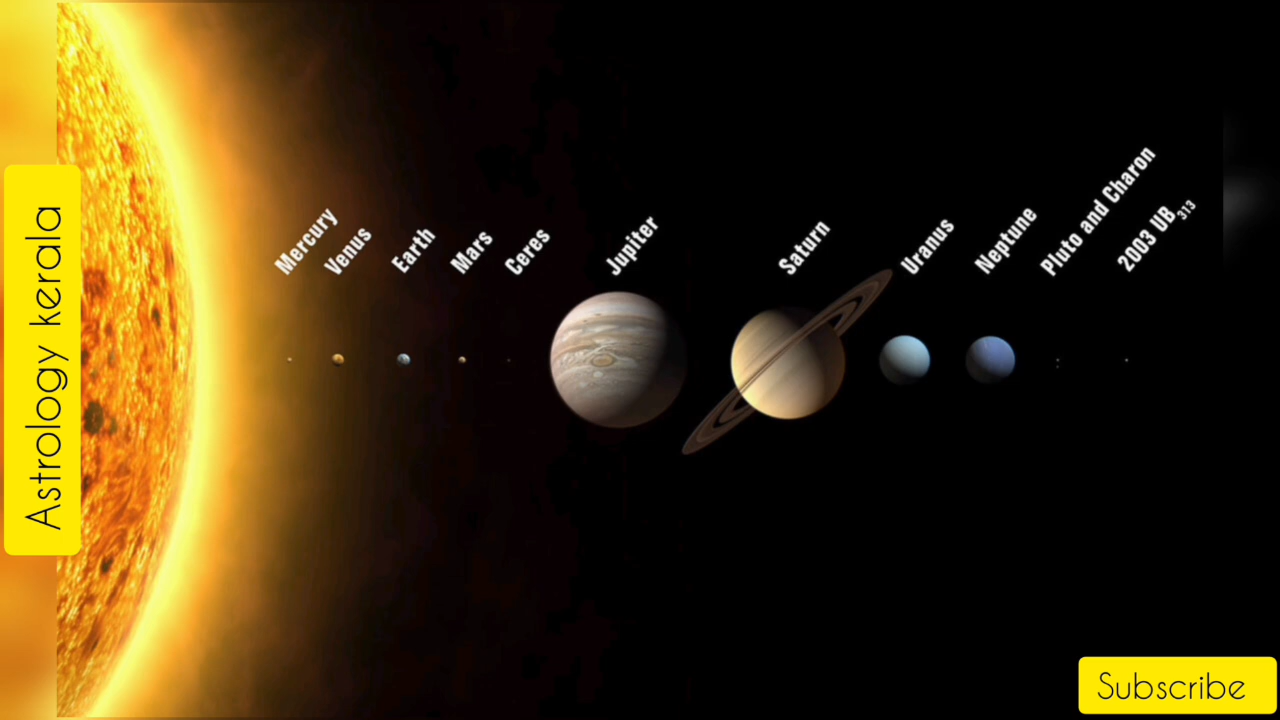 Astrology kerala
Mercury
Venus
Earth
Mars
Ceres
Jupiter
Saturn
Uranus
Neptune
Pluto and Charon
2003 UB313
Subscribe